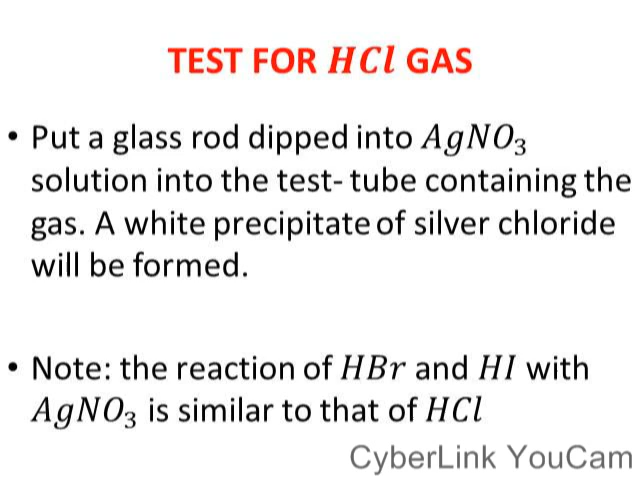 TEST FOR HCl GAS
• Put a glass rod dipped into AgNO₃
solution into the test- tube containing the
gas. A white precipitate of silver chloride
will be formed.
• Note: the reaction of HBr and HI with
AgNO₃ is similar to that of HCl
CyberLink YouCam